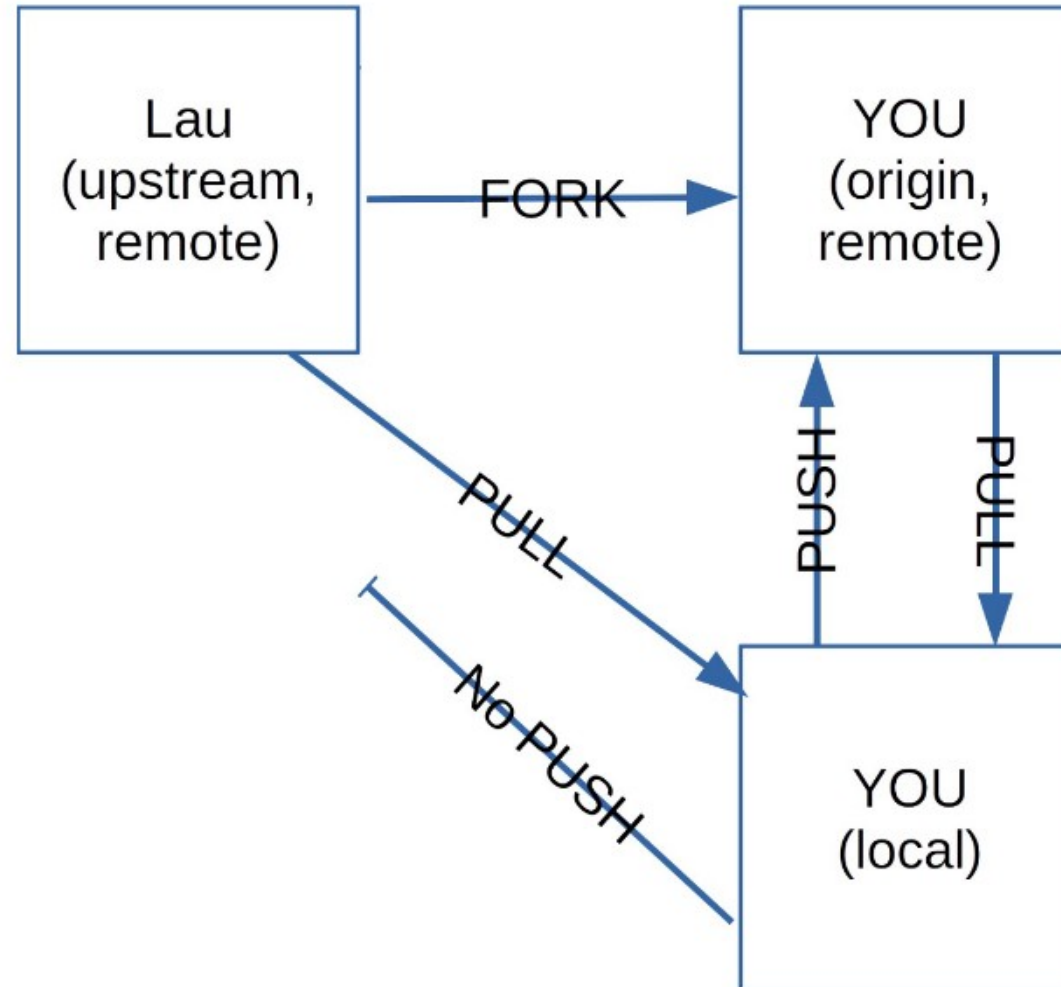 Lau
(upstream,
remote)
FORK
YOU
(origin,
remote)
PULL
PUSH
PULL
No PUSH
YOU
(local)